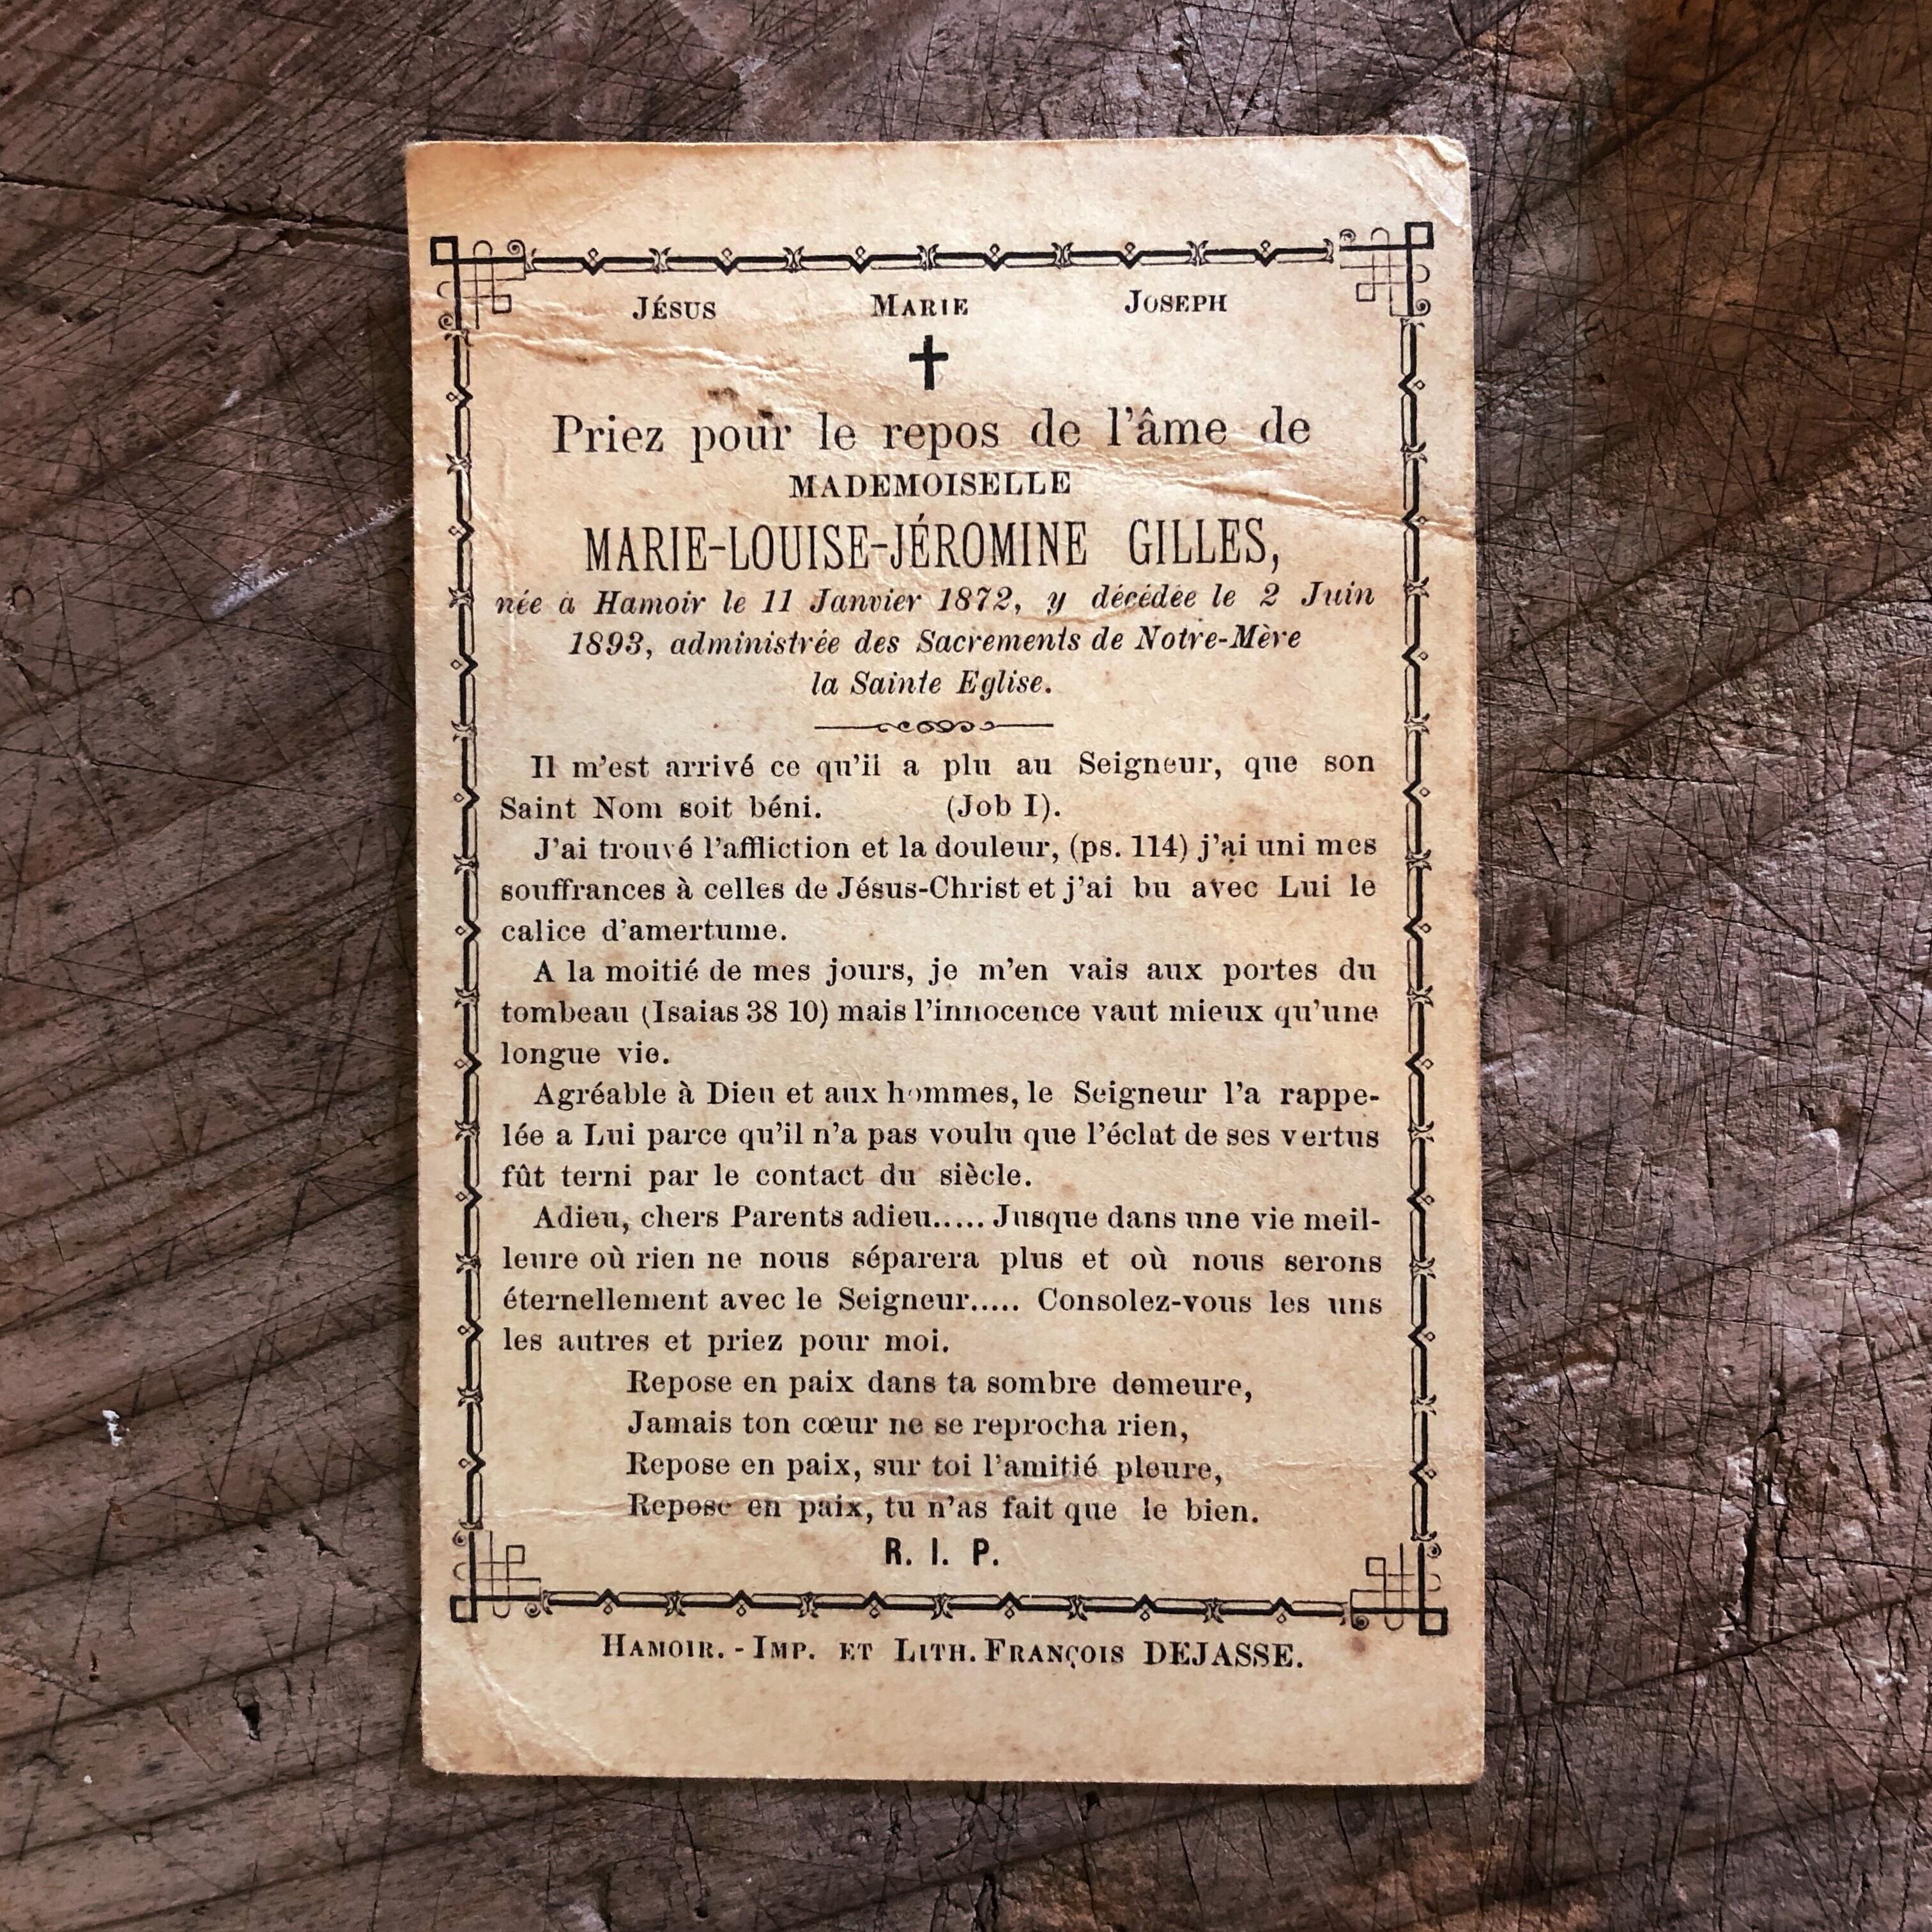 JÉSUS MARIE JOSEPH
Priez pour le repos de l'âme de
MADEMOISELLE
MARIE-LOUISE-JÉROMINE GILLES,
née a Hamoir le 11 Janvier 1872, y décédée le 2 Juin
1893, administrée des Sacrements de Notre-Mère
la Sainte Eglise.
Il m'est arrivé ce qu'il a plu au Seigneur, que son
Saint Nom soit béni. (Job I).
J'ai trouvé l'affliction et la douleur, (ps. 114) j'ai uni mes
souffrances à celles de Jésus-Christ et j'ai bu avec Lui le
calice d'amertume.
A la moitié de mes jours, je m'en vais aux portes du
tombeau (Isaias 38 10) mais l'innocence vaut mieux qu'une
longue vie.
Agréable à Dieu et aux hommes, le Seigneur l'a rappe-
lée a Lui parce qu'il n'a pas voulu que l'éclat de ses vertus
fût terni par le contact du siècle.
Adieu, chers Parents adieu..... Jusque dans une vie meil-
leure où rien ne nous séparera plus et où nous serons
éternellement avec le Seigneur..... Consolez-vous les uns
les autres et priez pour moi.
Repose en paix dans ta sombre demeure,
Jamais ton cœur ne se reprocha rien,
Repose en paix, sur toi l'amitié pleure,
Repose en paix, tu n'as fait que le bien.
R. I. P.
HAMOIR. - IMP. ET LITH. FRANÇOIS DEJASSE.